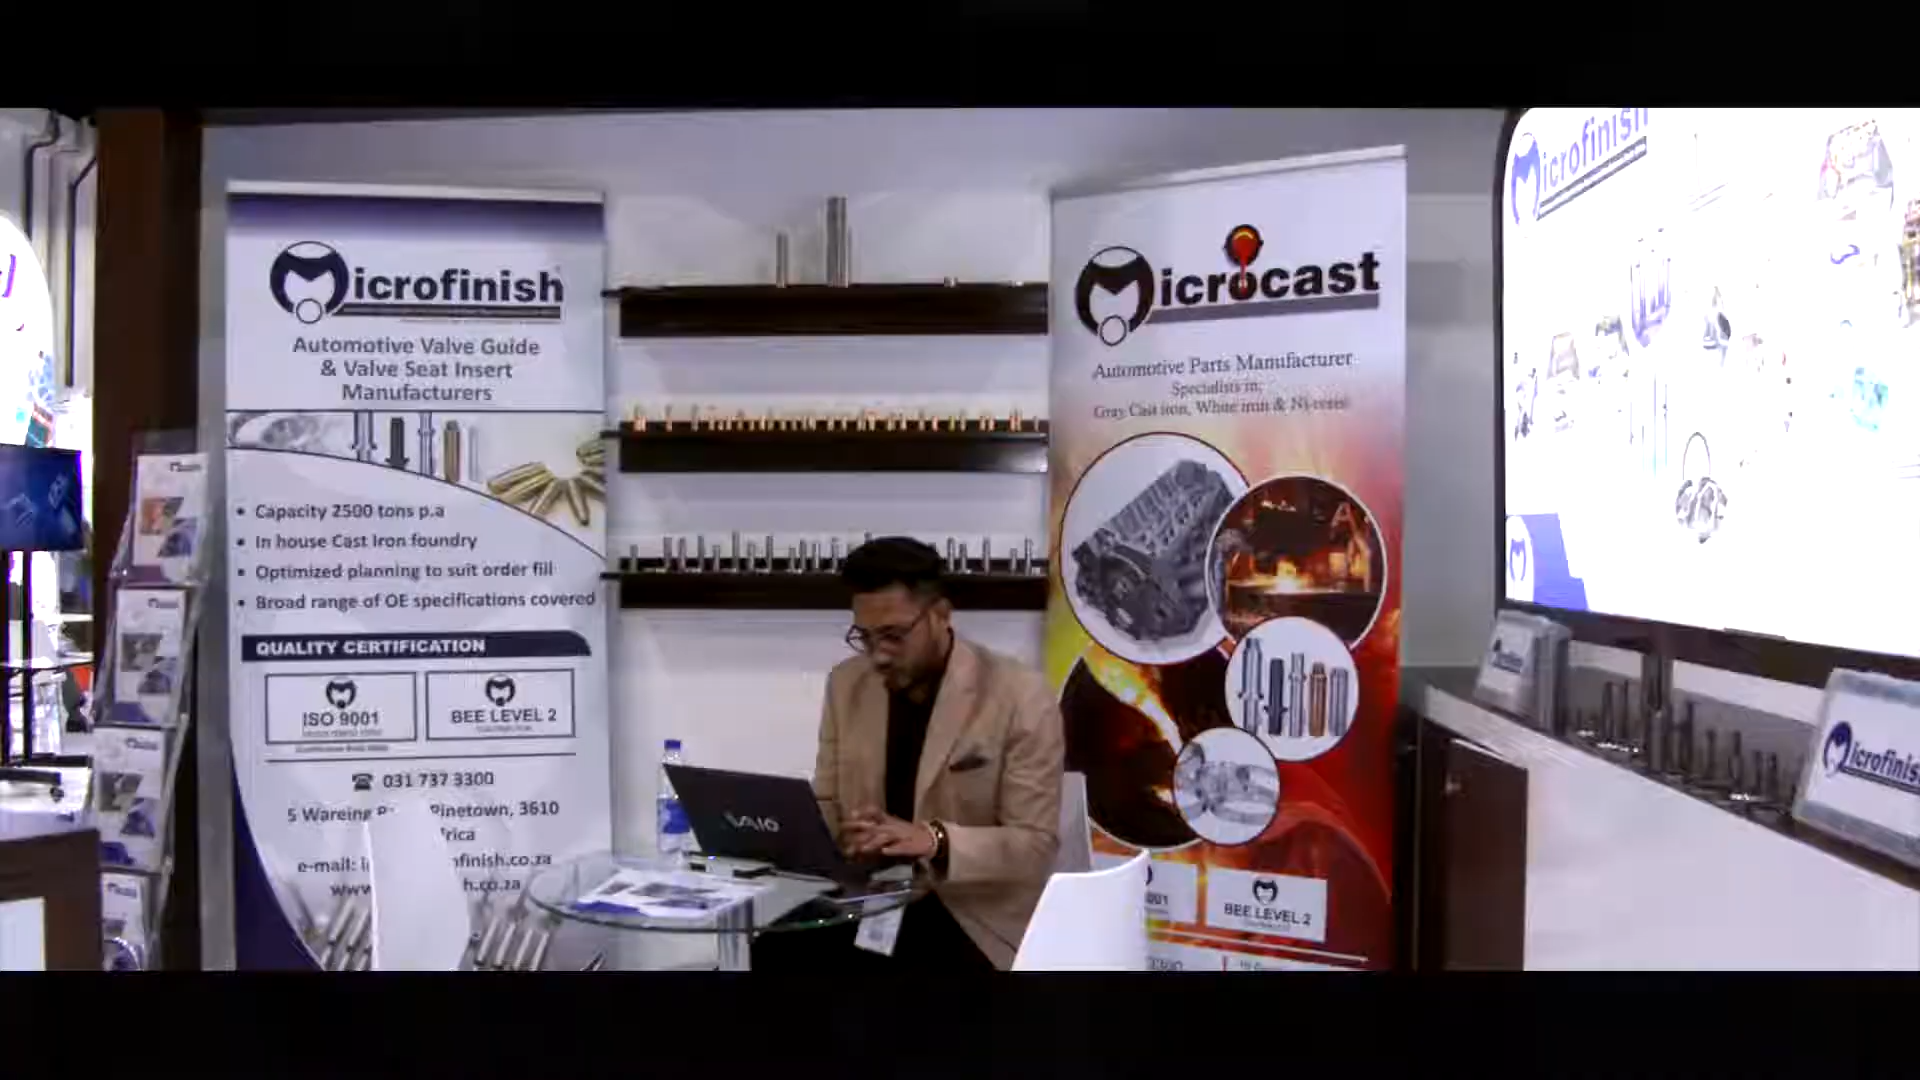 Microfinish
Automotive Valve Guide
& Valve Seat Insert
Manufacturers
• Capacity 2500 tons p.a
• In house Cast Iron foundry
• Optimized planning to suit order fill
• Broad range of OE specifications covered
QUALITY CERTIFICATION
ISO 9001
BEE LEVEL 2
031 737 3300
5 Wareing Pinetown, 3610
frica
e-mail: i nfinish.co.za
www h.co.za
VAIO
Microcast
Automotive Parts Manufacturer
Specialists in:
Gray Cast iron, White iron & Ni-resist
001
BEE LEVEL 2
Microfinish
Microfinish